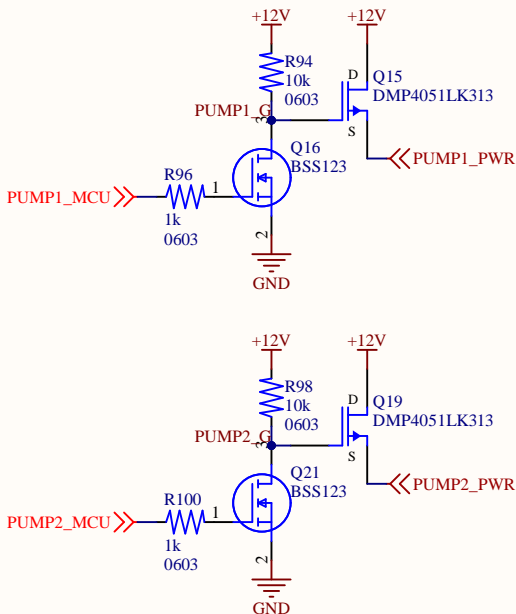 +12V
+12V
R94
10k
0603
D
Q15
DMP4051LK313
S
PUMP1_G
3
Q16
BSS123
PUMP1_PWR
R96
PUMP1_MCU
1
1k
0603
2
GND
+12V
+12V
R98
10k
0603
D
Q19
DMP4051LK313
S
PUMP2_G
3
Q21
BSS123
PUMP2_PWR
R100
PUMP2_MCU
1
1k
0603
2
GND